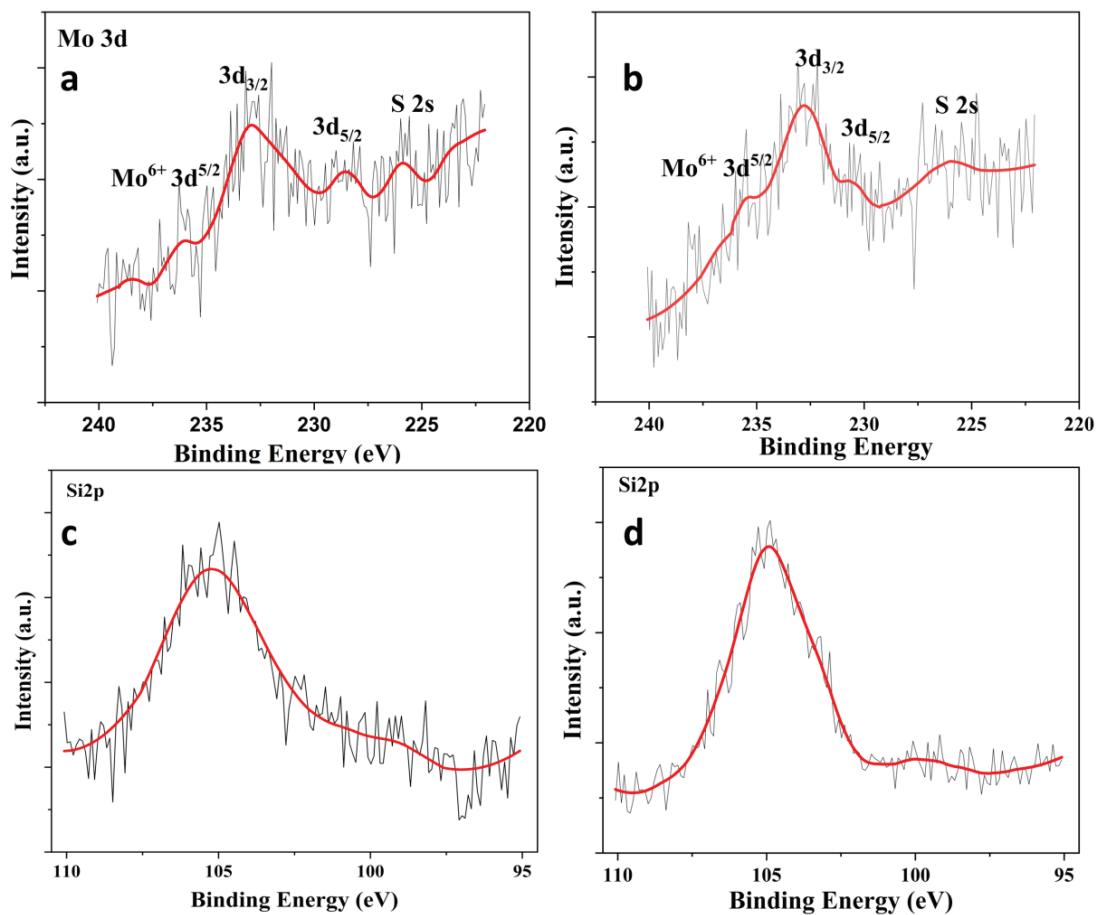 Mo 3d
a
3d3/2
S 2s
3d5/2
Mo6+ 3d5/2
Intensity (a.u.)
240 235 230 225 220
Binding Energy (eV)
b
3d3/2
S 2s
3d5/2
Mo6+ 3d5/2
Intensity (a.u.)
240 235 230 225 220
Binding Energy
Si2p
c
Intensity (a.u.)
110 105 100 95
Binding Energy (eV)
Si2p
d
Intensity (a.u.)
110 105 100 95
Binding Energy (eV)